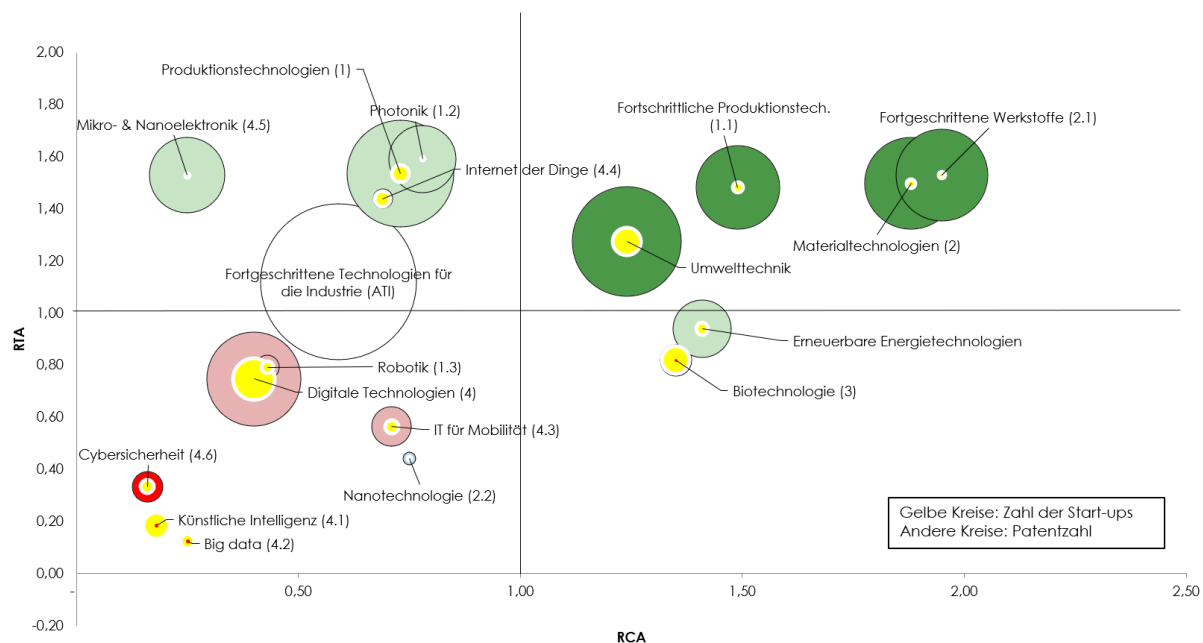 2,00
1,80
1,60
1,40
1,20
1,00
0,80
0,60
0,40
0,20
0,00
-0,20
RTA
Produktionstechnologien (1)
Photonik (1.2)
Mikro- & Nanoelektronik (4.5)
Internet der Dinge (4.4)
Fortschrittliche Produktionstech.
(1.1)
Fortgeschrittene Werkstoffe (2.1)
Materialtechnologien (2)
Umwelttechnik
Fortgeschrittene Technologien für
die Industrie (ATI)
Erneuerbare Energietechnologien
Robotik (1.3)
Digitale Technologien (4)
Biotechnologie (3)
IT für Mobilität (4.3)
Cybersicherheit (4.6)
Nanotechnologie (2.2)
Künstliche Intelligenz (4.1)
Big data (4.2)
Gelbe Kreise: Zahl der Start-ups
Andere Kreise: Patentzahl
-
0,50
1,00
1,50
2,00
2,50
RCA